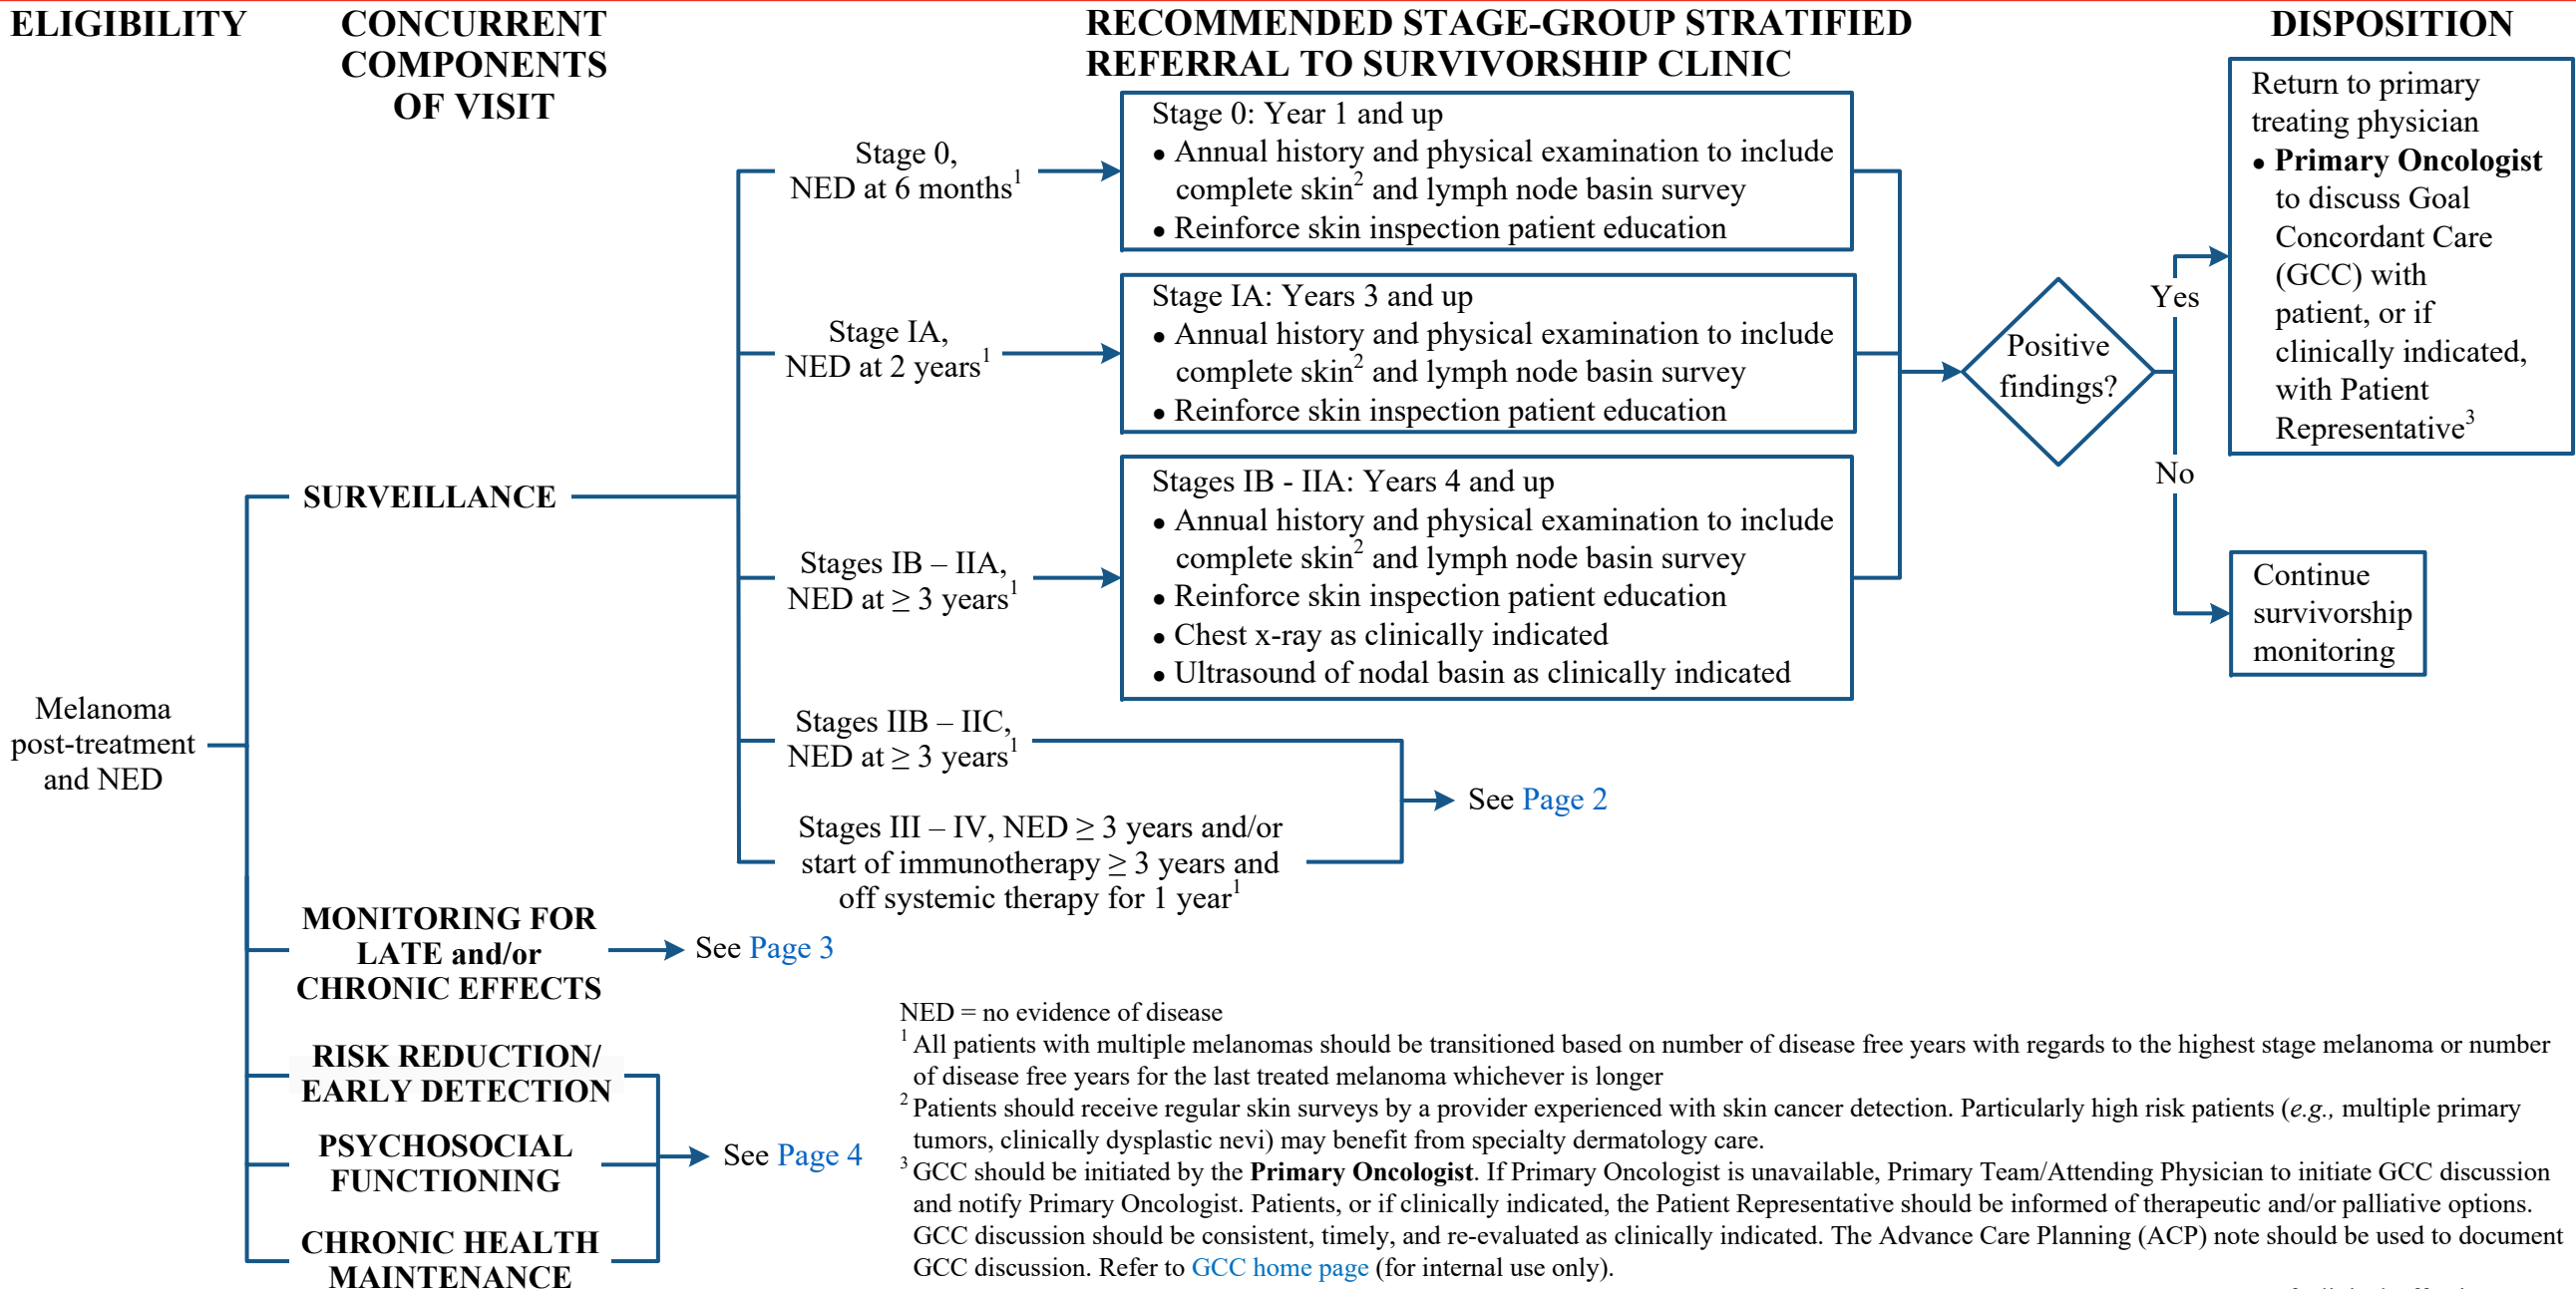 ELIGIBILITY
CONCURRENT
COMPONENTS
OF VISIT
RECOMMENDED STAGE-GROUP STRATIFIED
REFERRAL TO SURVIVORSHIP CLINIC
DISPOSITION
Melanoma
post-treatment
and NED
SURVEILLANCE
Stage 0,
NED at 6 months¹
Stage 0: Year 1 and up
• Annual history and physical examination to include
complete skin² and lymph node basin survey
• Reinforce skin inspection patient education
Stage IA,
NED at 2 years¹
Stage IA: Years 3 and up
• Annual history and physical examination to include
complete skin² and lymph node basin survey
• Reinforce skin inspection patient education
Stages IB – IIA,
NED at ≥ 3 years¹
Stages IB - IIA: Years 4 and up
• Annual history and physical examination to include
complete skin² and lymph node basin survey
• Reinforce skin inspection patient education
• Chest x-ray as clinically indicated
• Ultrasound of nodal basin as clinically indicated
Positive
findings?
Yes
Return to primary
treating physician
• Primary Oncologist
to discuss Goal
Concordant Care
(GCC) with
patient, or if
clinically indicated,
with Patient
Representative³
No
Continue
survivorship
monitoring
Stages IIB – IIC,
NED at ≥ 3 years¹
Stages III – IV, NED ≥ 3 years and/or
start of immunotherapy ≥ 3 years and
off systemic therapy for 1 year¹
See Page 2
MONITORING FOR
LATE and/or
CHRONIC EFFECTS
See Page 3
RISK REDUCTION/
EARLY DETECTION
PSYCHOSOCIAL
FUNCTIONING
CHRONIC HEALTH
MAINTENANCE
See Page 4
NED = no evidence of disease
¹ All patients with multiple melanomas should be transitioned based on number of disease free years with regards to the highest stage melanoma or number
of disease free years for the last treated melanoma whichever is longer
² Patients should receive regular skin surveys by a provider experienced with skin cancer detection. Particularly high risk patients (e.g., multiple primary
tumors, clinically dysplastic nevi) may benefit from specialty dermatology care.
³ GCC should be initiated by the Primary Oncologist. If Primary Oncologist is unavailable, Primary Team/Attending Physician to initiate GCC discussion
and notify Primary Oncologist. Patients, or if clinically indicated, the Patient Representative should be informed of therapeutic and/or palliative options.
GCC discussion should be consistent, timely, and re-evaluated as clinically indicated. The Advance Care Planning (ACP) note should be used to document
GCC discussion. Refer to GCC home page (for internal use only).